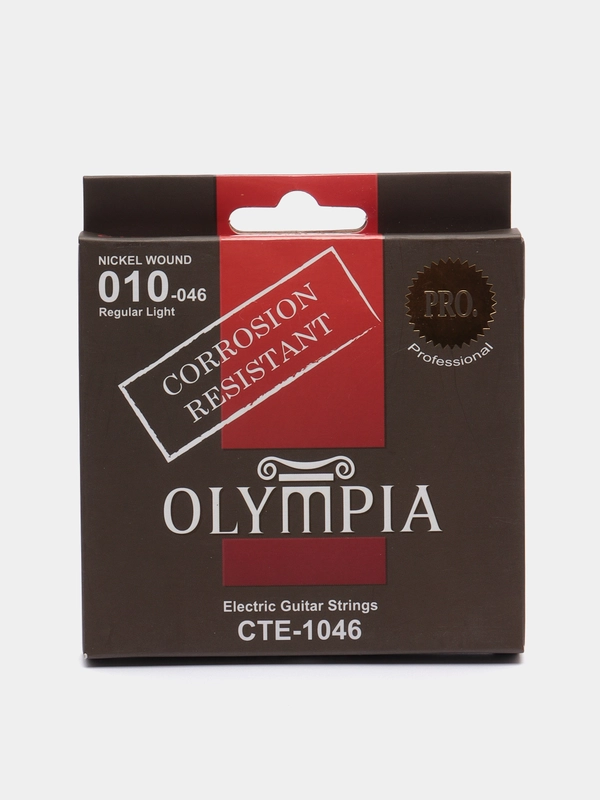 NICKEL WOUND
010-046
Regular Light
CORROSION
RESISTANT
PRO.
Professional
OLYMPIA
Electric Guitar Strings
CTE-1046